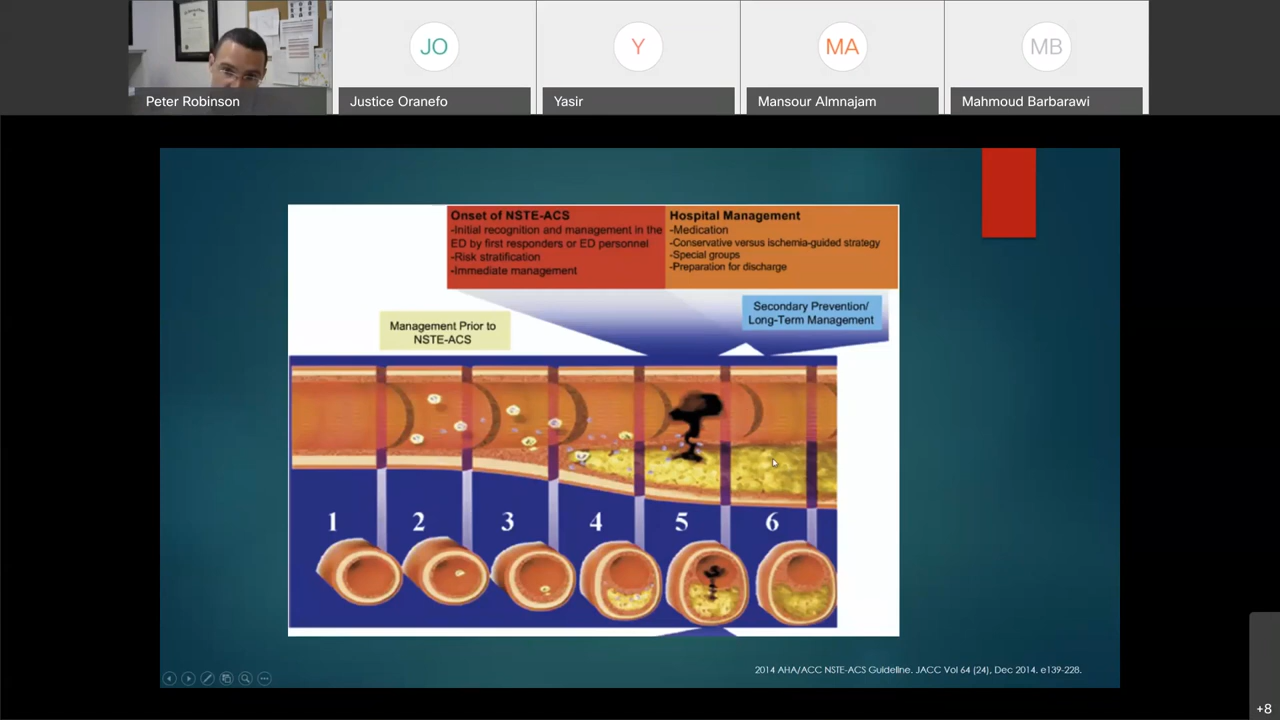 JO
Y
MA
MB
Peter Robinson
Justice Oranefo
Yasir
Mansour Almnajam
Mahmoud Barbarawi
Onset of NSTE-ACS
-Initial recognition and management in the
ED by first responders or ED personnel
-Risk stratification
-Immediate management
Hospital Management
-Medication
-Conservative versus ischemia-guided strategy
-Special groups
-Preparation for discharge
Secondary Prevention/
Long-Term Management
Management Prior to
NSTE-ACS
1
2
3
4
5
6
2014 AHA/ACC NSTE-ACS Guideline. JACC Vol 64 (24), Dec 2014. e139-228.
+8